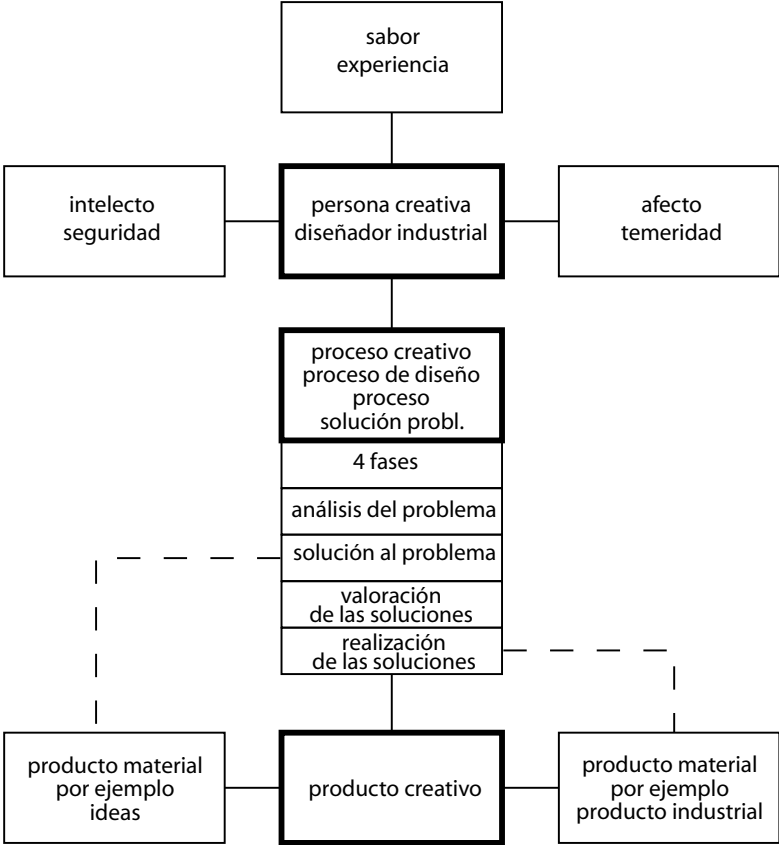 sabor
experiencia
intelecto
seguridad
persona creativa
diseñador industrial
afecto
temeridad
proceso creativo
proceso de diseño
proceso
solución probl.
4 fases
análisis del problema
solución al problema
valoración
de las soluciones
realización
de las soluciones
producto material
por ejemplo
ideas
producto creativo
producto material
por ejemplo
producto industrial